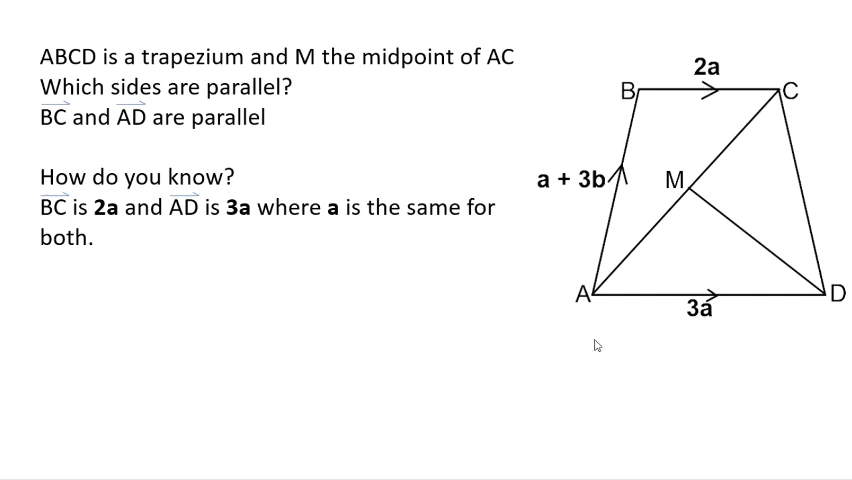 ABCD is a trapezium and M the midpoint of AC
Which sides are parallel?
BC and AD are parallel
How do you know?
BC is 2a and AD is 3a where a is the same for
both.
2a
B
C
a + 3b
M
A
D
3a